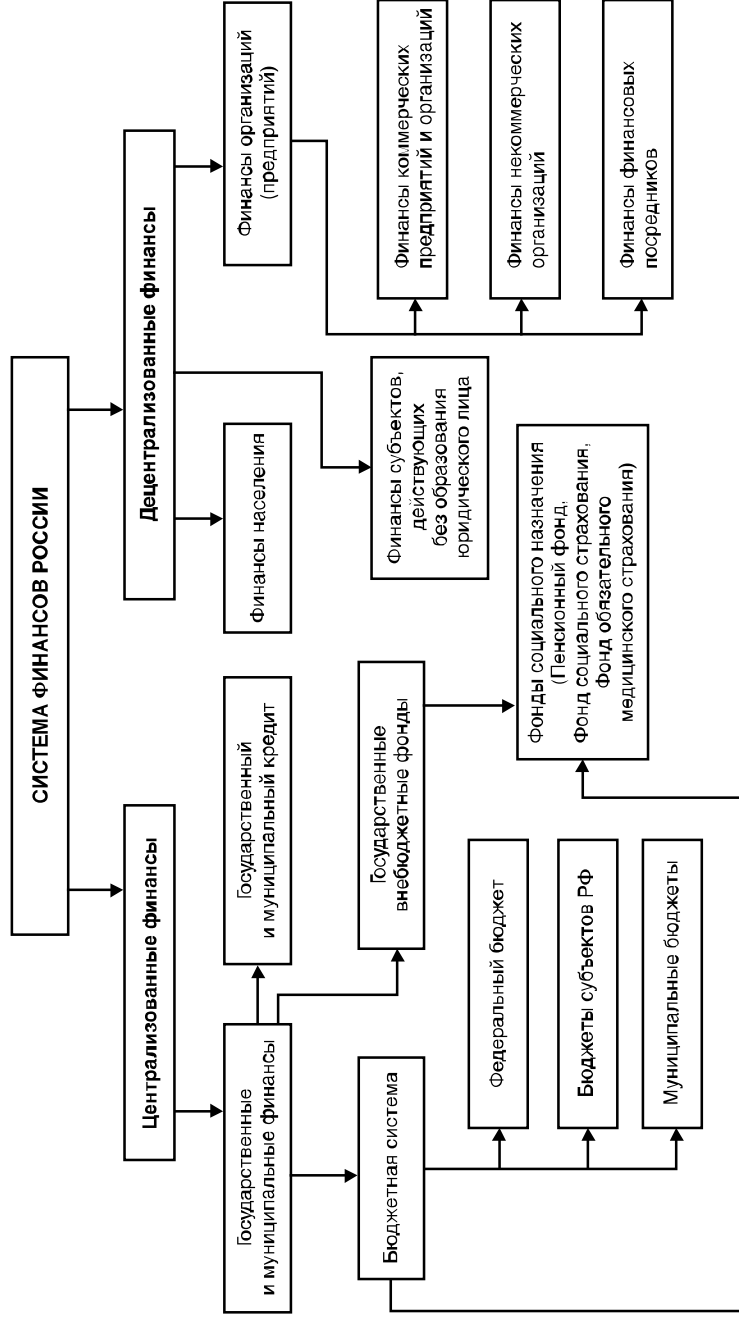 СИСТЕМА ФИНАНСОВ РОССИИ
Централизованные финансы
Децентрализованные финансы
Государственные
и муниципальные финансы
Государственный
и муниципальный кредит
Финансы населения
Финансы организаций
(предприятий)
Бюджетная система
Государственные
внебюджетные фонды
Финансы субъектов,
действующих
без образования
юридического лица
Финансы коммерческих
предприятий и организаций
Федеральный бюджет
Финансы некоммерческих
организаций
Бюджеты субъектов РФ
Фонды социального назначения
(Пенсионный фонд,
Фонд социального страхования,
Фонд обязательного
медицинского страхования)
Финансы финансовых
посредников
Муниципальные бюджеты